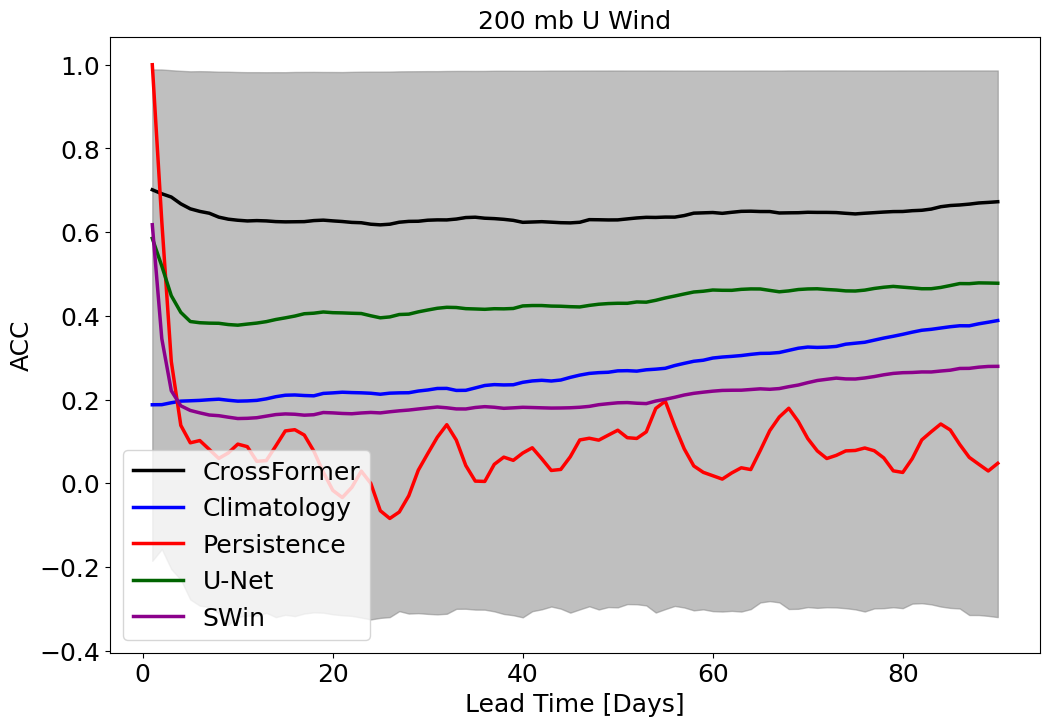 200 mb U Wind
ACC
1.0
0.8
0.6
0.4
0.2
0.0
−0.2
−0.4
CrossFormer
Climatology
Persistence
U-Net
SWin
0 20 40 60 80
Lead Time [Days]